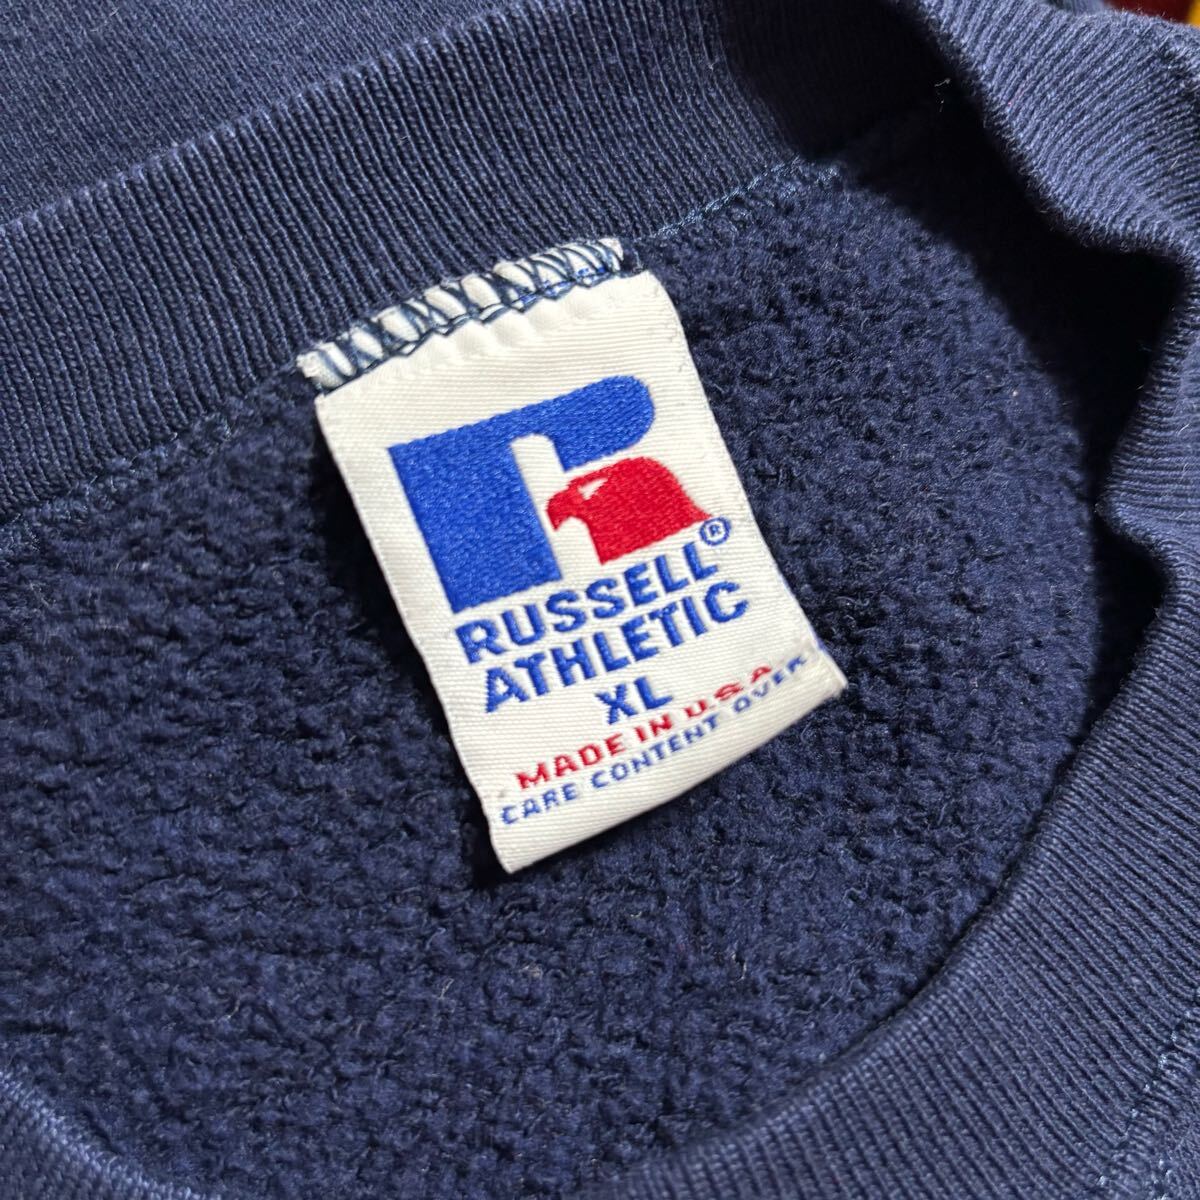 RUSSELL®
ATHLETIC
XL
MADE IN U.S.A.
CARE CONTENT OVER